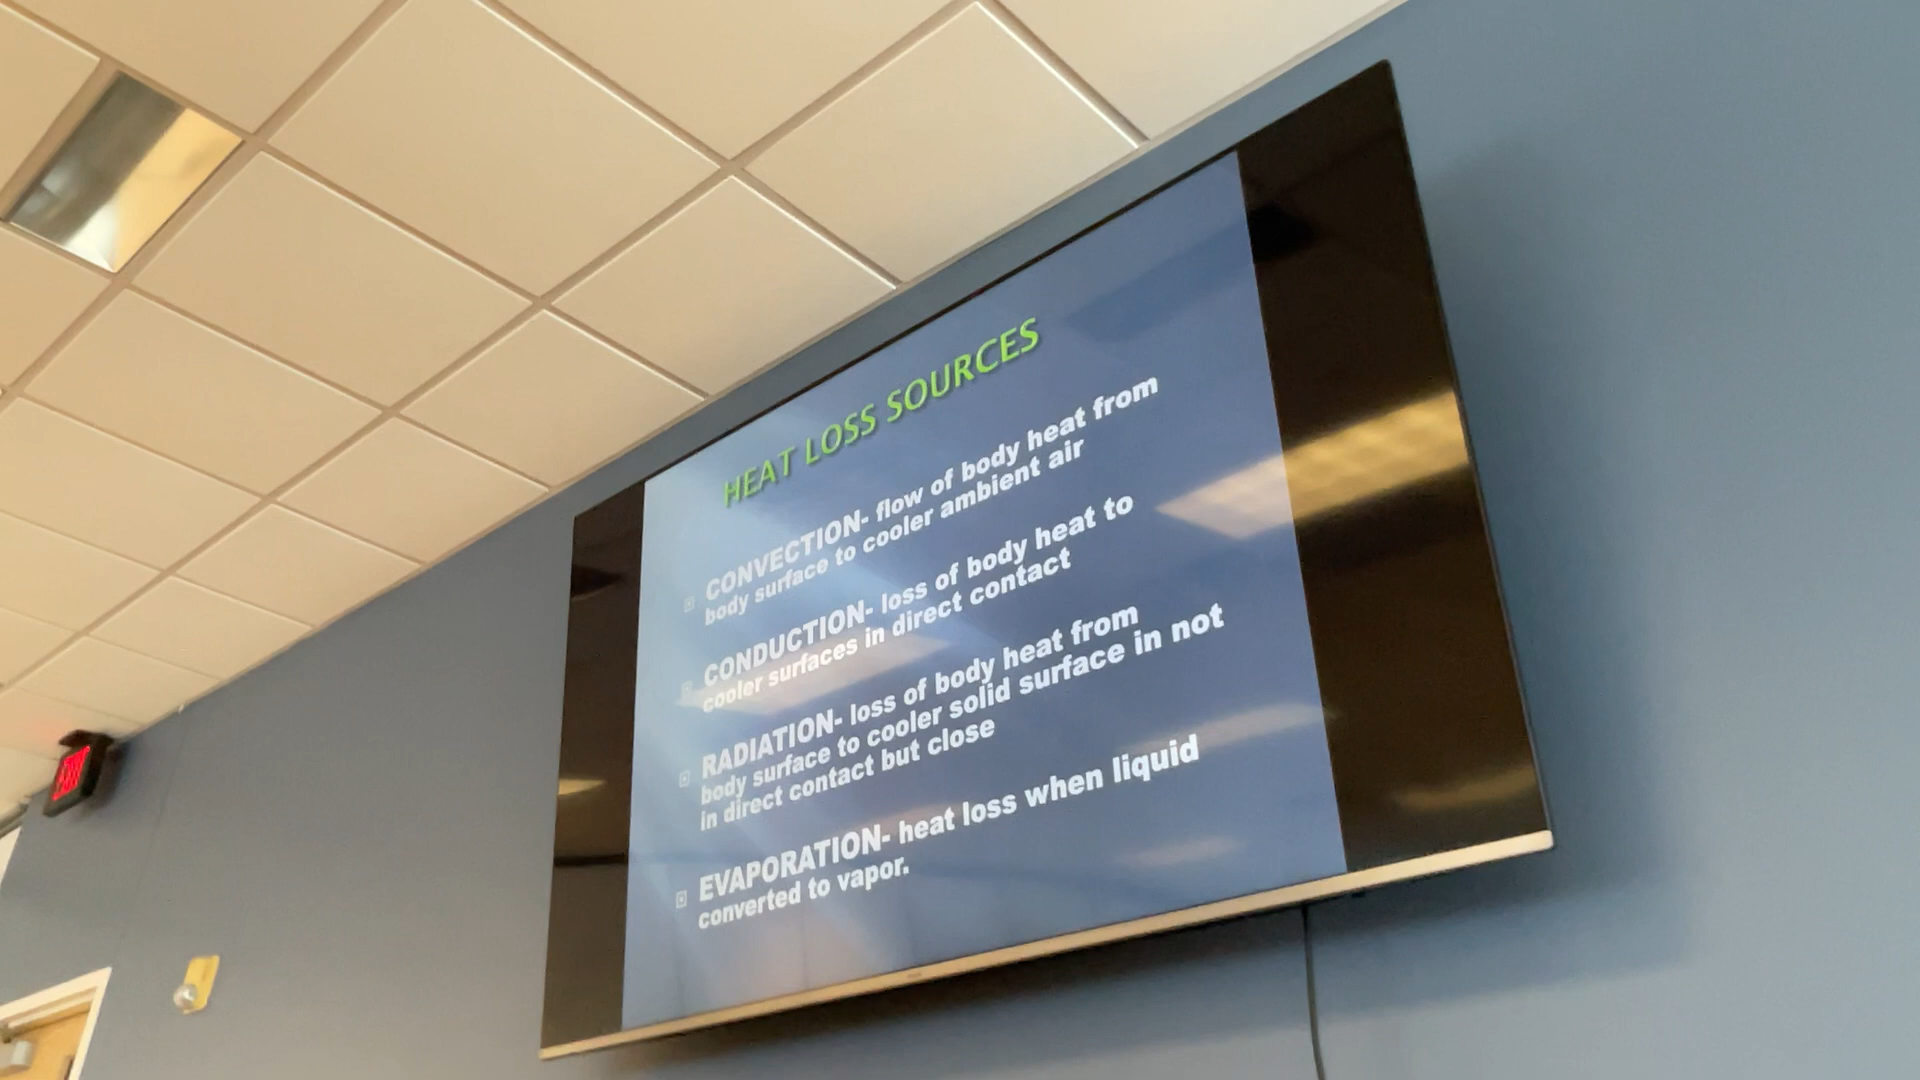 HEAT LOSS SOURCES
CONVECTION- flow of body heat from
body surface to cooler ambient air
CONDUCTION- loss of body heat to
cooler surfaces in direct contact
RADIATION- loss of body heat from
body surface to cooler solid surface in not
in direct contact but close
EVAPORATION- heat loss when liquid
converted to vapor.